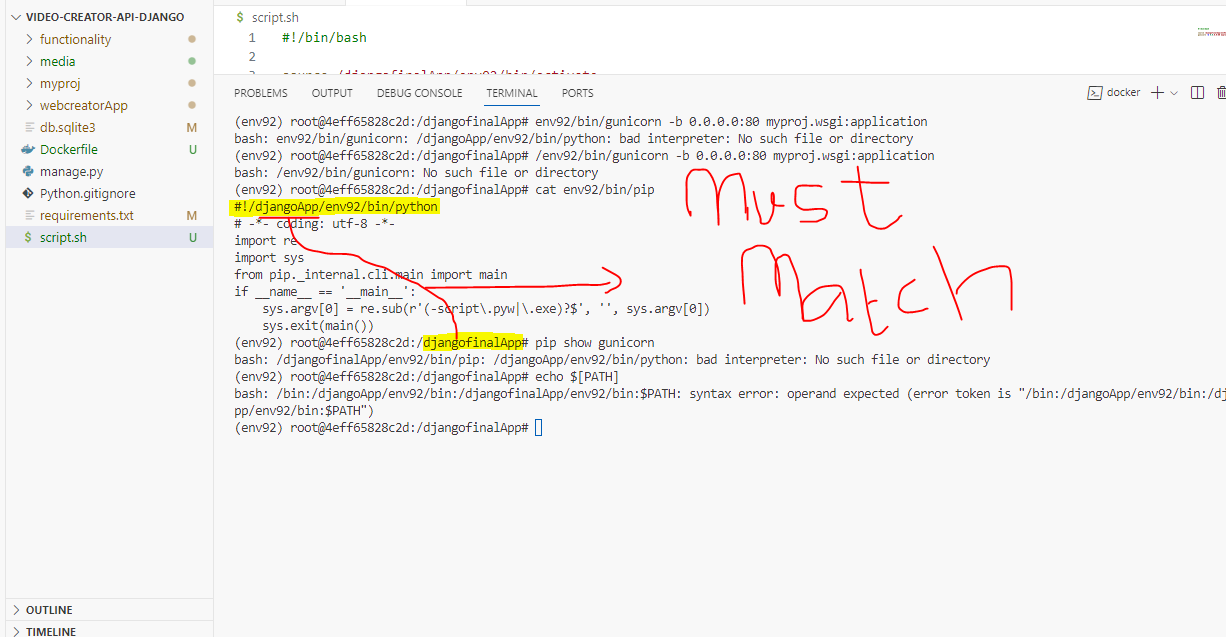 VIDEO-CREATOR-API-DJANGO
functionality
media
myproj
webcreatorApp
db.sqlite3 M
Dockerfile U
manage.py
Python.gitignore
requirements.txt M
$ script.sh U
OUTLINE
TIMELINE
$ script.sh
1 #!/bin/bash
2
PROBLEMS OUTPUT DEBUG CONSOLE TERMINAL PORTS docker
(env92) root@4eff65828c2d:/djangofinalApp# env92/bin/gunicorn -b 0.0.0.0:80 myproj.wsgi:application
bash: env92/bin/gunicorn: /djangoApp/env92/bin/python: bad interpreter: No such file or directory
(env92) root@4eff65828c2d:/djangofinalApp# /env92/bin/gunicorn -b 0.0.0.0:80 myproj.wsgi:application
bash: /env92/bin/gunicorn: No such file or directory
(env92) root@4eff65828c2d:/djangofinalApp# cat env92/bin/pip
#!/djangoApp/env92/bin/python
# -*- coding: utf-8 -*-
import re
import sys
from pip._internal.cli.main import main
if __name__ == '__main__':
    sys.argv[0] = re.sub(r'(-script\.pyw|\.exe)?$', '', sys.argv[0])
    sys.exit(main())
(env92) root@4eff65828c2d:/djangofinalApp# pip show gunicorn
bash: /djangofinalApp/env92/bin/pip: /djangoApp/env92/bin/python: bad interpreter: No such file or directory
(env92) root@4eff65828c2d:/djangofinalApp# echo $[PATH]
bash: /bin:/djangoApp/env92/bin:/djangofinalApp/env92/bin:$PATH: syntax error: operand expected (error token is "/bin:/djangoApp/env92/bin:/dj
pp/env92/bin:$PATH")
(env92) root@4eff65828c2d:/djangofinalApp#
Must
Match